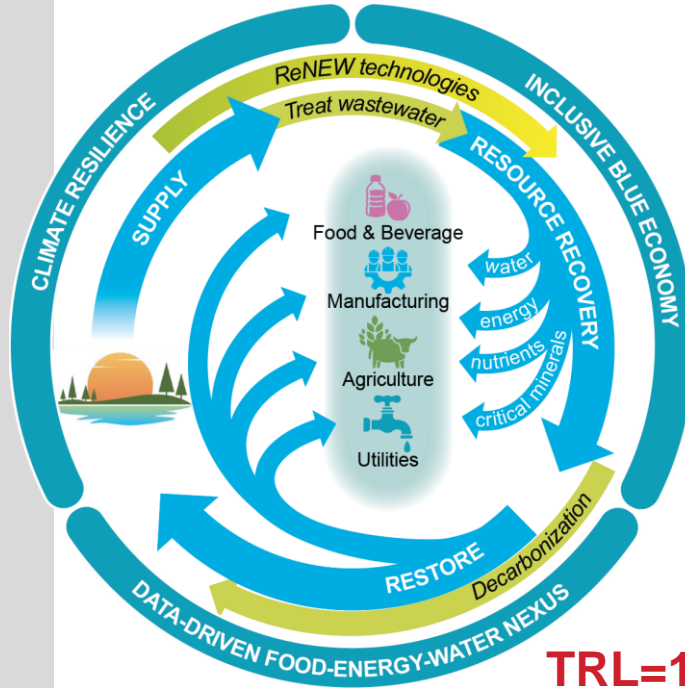 ReNEW technologies
Treat wastewater
CLIMATE RESILIENCE
INCLUSIVE BLUE ECONOMY
SUPPLY
RESOURCE RECOVERY
Food & Beverage
water
Manufacturing
energy
nutrients
Agriculture
critical minerals
Utilities
RESTORE
Decarbonization
DATA-DRIVEN FOOD-ENERGY-WATER NEXUS
TRL=1